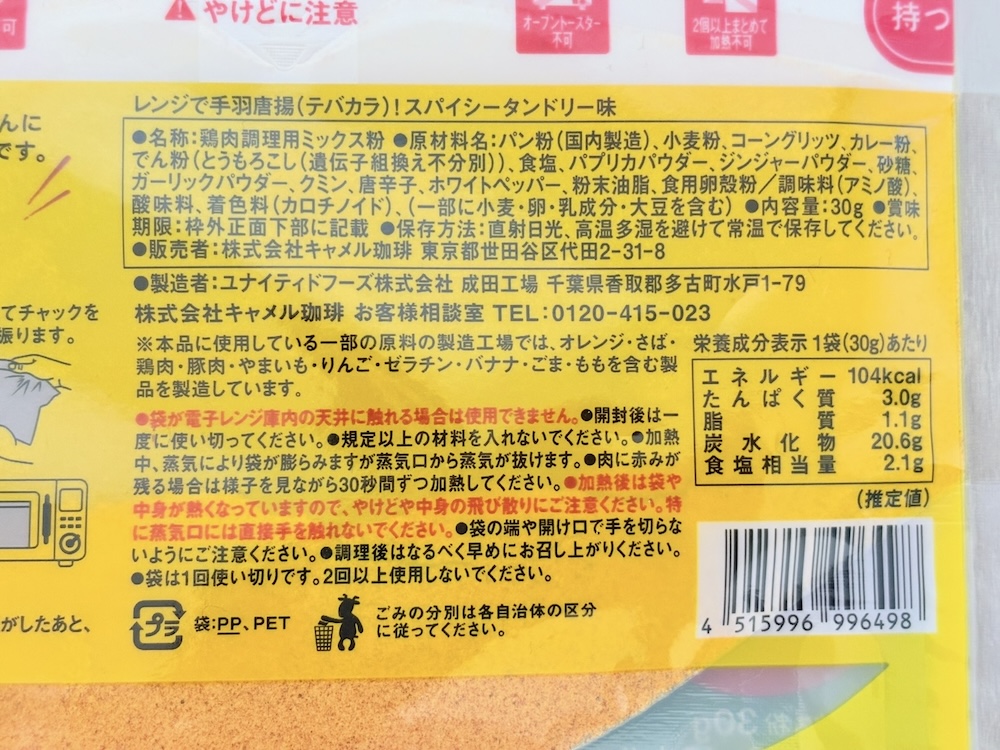 可
やけどに注意
オーブントースター
不可
2個以上まとめて
加熱不可
持つ
んに
です。
レンジで手羽唐揚(テバカラ)!スパイシータンドリー味
●名称:鶏肉調理用ミックス粉 ●原材料名:パン粉(国内製造)、小麦粉、コーングリッツ、カレー粉、
でん粉(とうもろこし(遺伝子組換え不分別))、食塩、パプリカパウダー、ジンジャーパウダー、砂糖、
ガーリックパウダー、クミン、唐辛子、ホワイトペッパー、粉末油脂、食用卵殻粉/調味料(アミノ酸)、
酸味料、着色料(カロチノイド)、(一部に小麦・卵・乳成分・大豆を含む) ●内容量:30g ●賞味
期限:枠外正面下部に記載 ●保存方法:直射日光、高温多湿を避けて常温で保存してください。
●販売者:株式会社キャメル珈琲 東京都世田谷区代田2-31-8
●製造者:ユナイティドフーズ株式会社 成田工場 千葉県香取郡多古町水戸1-79
株式会社キャメル珈琲 お客様相談室 TEL:0120-415-023
てチャックを
振ります。
※本品に使用している一部の原料の製造工場では、オレンジ・さば・
鶏肉・豚肉・やまいも・りんご・ゼラチン・バナナ・ごま・ももを含む製
品を製造しています。
●袋が電子レンジ庫内の天井に触れる場合は使用できません。●開封後は一
度に使い切ってください。●規定以上の材料を入れないでください。●加熱
中、蒸気により袋が膨らみますが蒸気口から蒸気が抜けます。●肉に赤みが
残る場合は様子を見ながら30秒間ずつ加熱してください。●加熱後は袋や
中身が熱くなっていますので、やけどや中身の飛び散りにご注意ください。特
に蒸気口には直接手を触れないでください。●袋の端や開け口で手を切らな
いようにご注意ください。●調理後はなるべく早めにお召し上がりください。
●袋は1回使い切りです。2回以上使用しないでください。
栄養成分表示 1袋(30g)あたり
エネルギー 104kcal
たんぱく質 3.0g
脂質 1.1g
炭水化物 20.6g
食塩相当量 2.1g
(推定値)
4 515996 996498
がしたあと、
プラ
袋:PP、PET
ごみの分別は各自治体の区分
に従ってください。